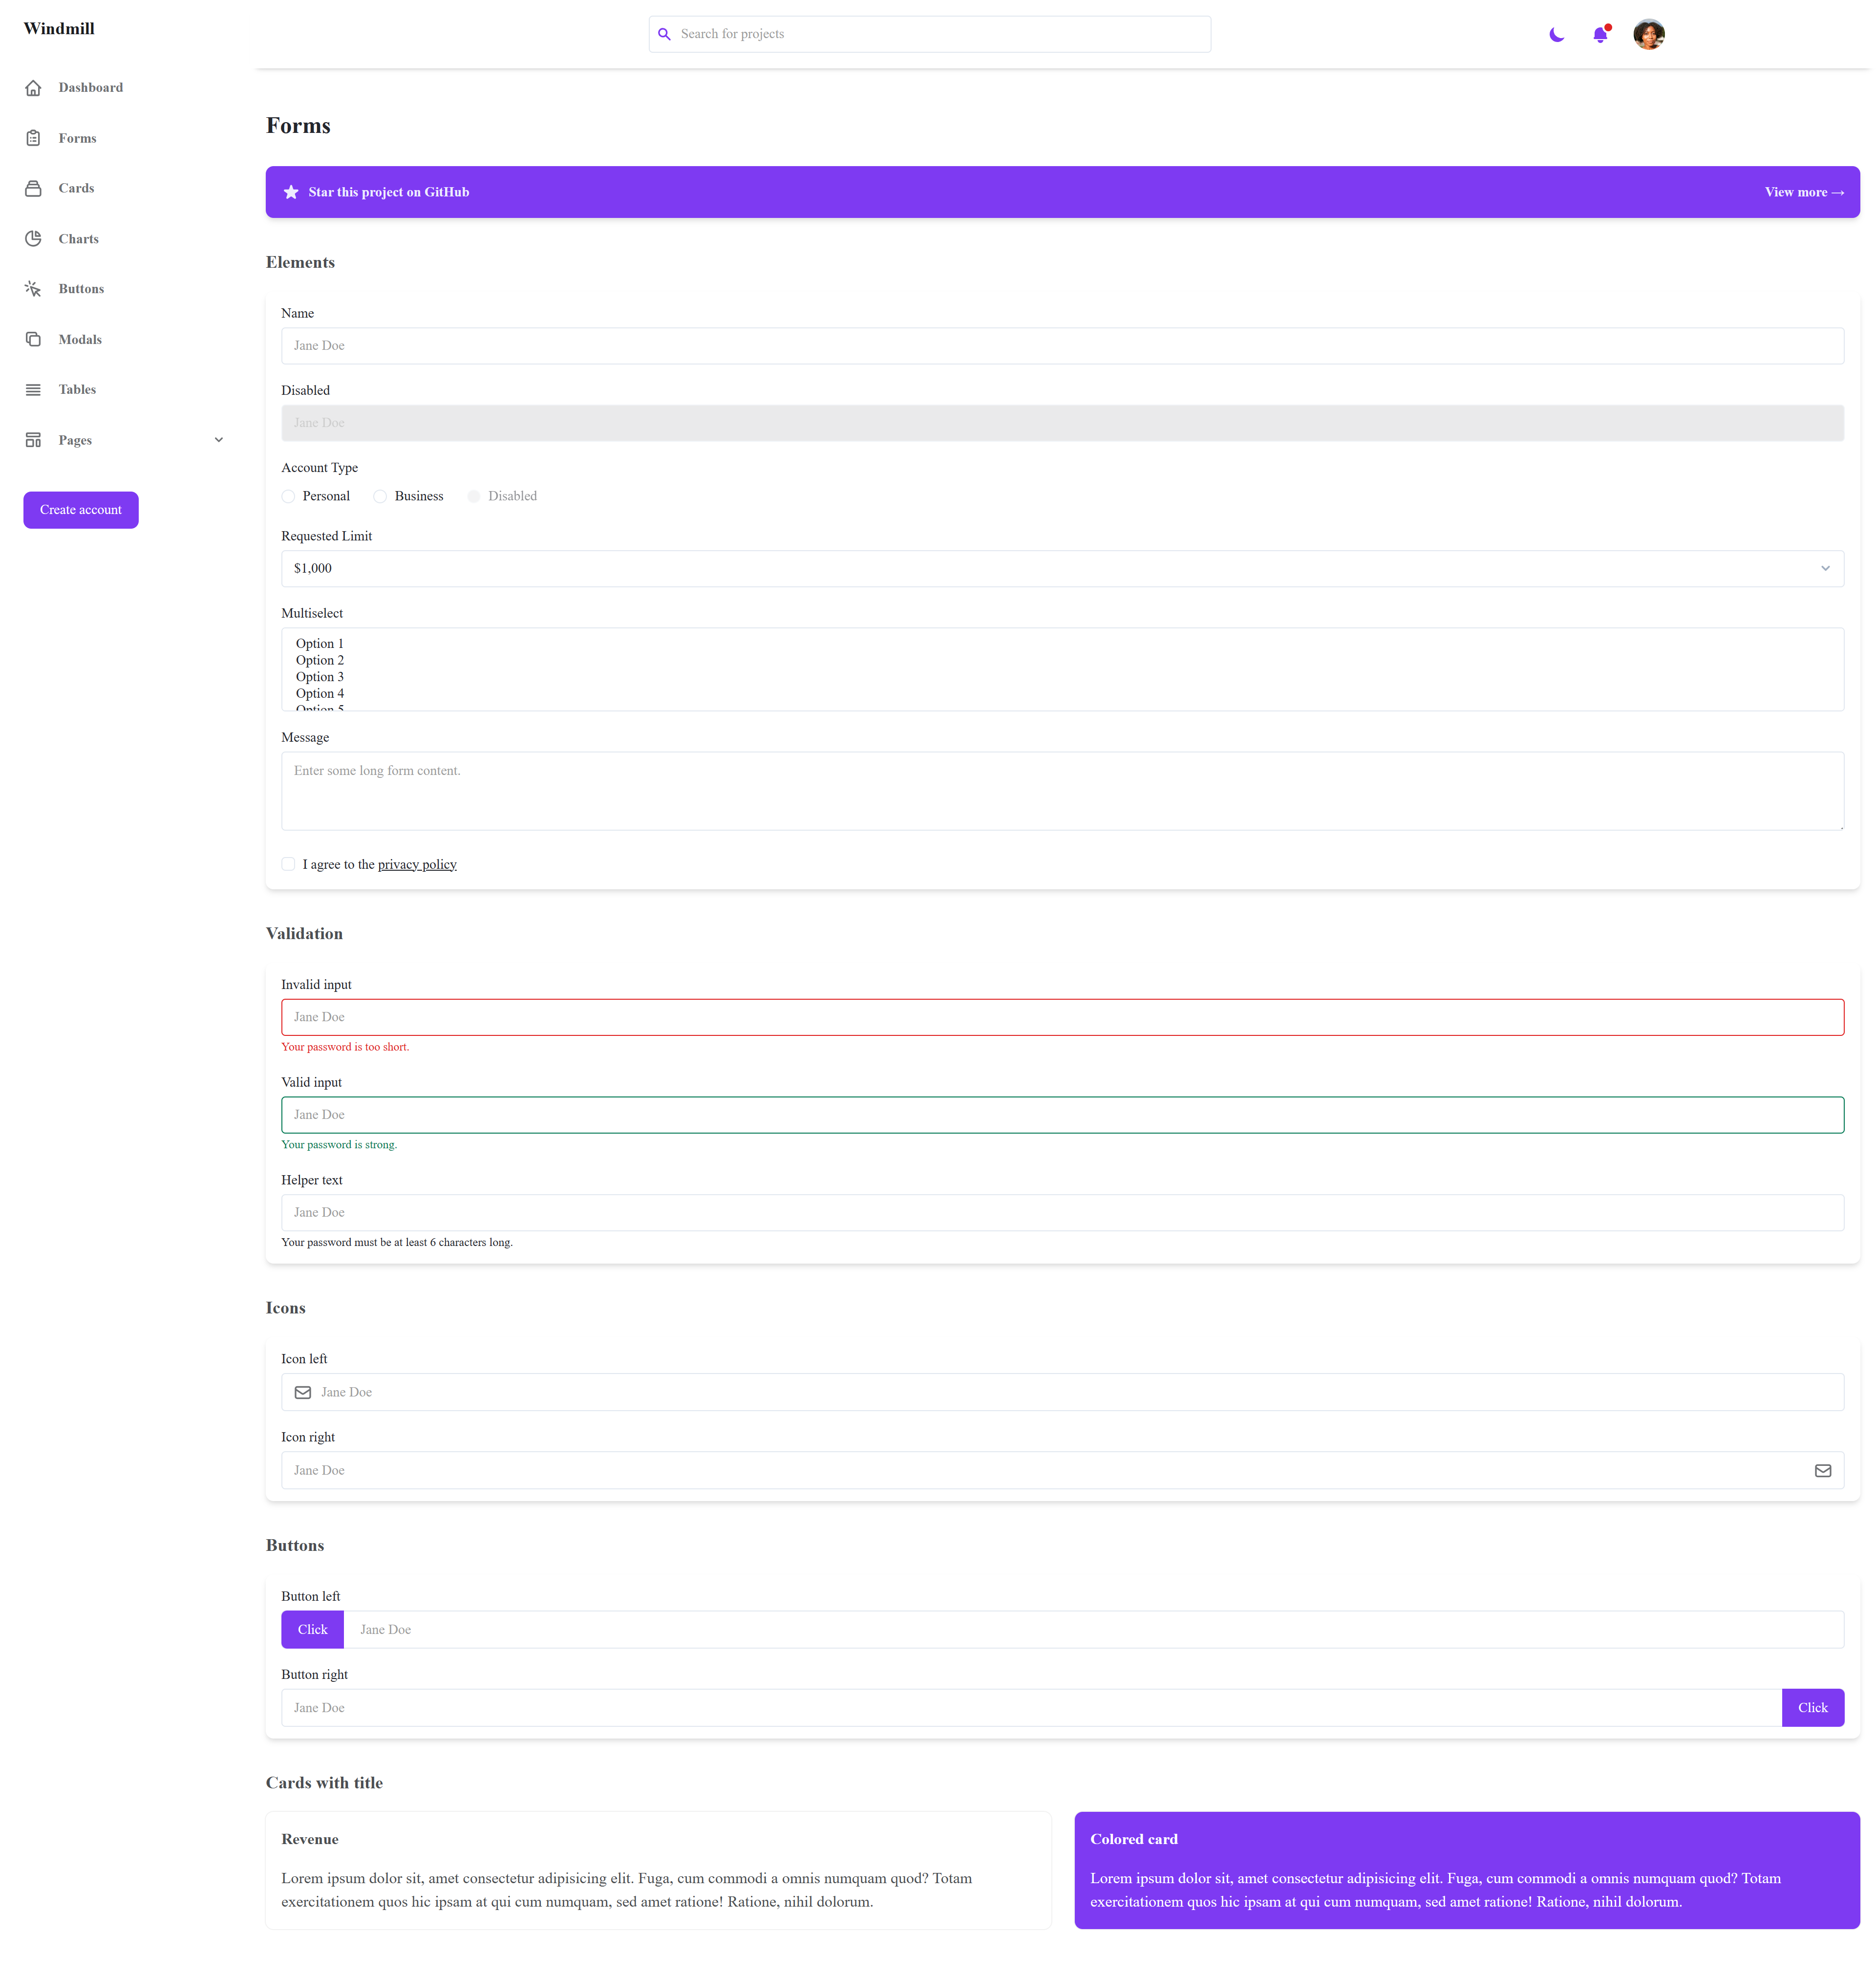 Windmill
Search for projects
Dashboard
Forms
Cards
Charts
Buttons
Modals
Tables
Pages
Create account
Forms
Star this project on GitHub
View more →
Elements
Name
Jane Doe
Disabled
Jane Doe
Account Type
Personal Business Disabled
Requested Limit
$1,000
Multiselect
Option 1
Option 2
Option 3
Option 4
Option 5
Message
Enter some long form content.
I agree to the privacy policy
Validation
Invalid input
Jane Doe
Your password is too short.
Valid input
Jane Doe
Your password is strong.
Helper text
Jane Doe
Your password must be at least 6 characters long.
Icons
Icon left
Jane Doe
Icon right
Jane Doe
Buttons
Button left
Click Jane Doe
Button right
Jane Doe Click
Cards with title
Revenue
Lorem ipsum dolor sit, amet consectetur adipisicing elit. Fuga, cum commodi a omnis numquam quod? Totam
exercitationem quos hic ipsam at qui cum numquam, sed amet ratione! Ratione, nihil dolorum.
Colored card
Lorem ipsum dolor sit, amet consectetur adipisicing elit. Fuga, cum commodi a omnis numquam quod? Totam
exercitationem quos hic ipsam at qui cum numquam, sed amet ratione! Ratione, nihil dolorum.